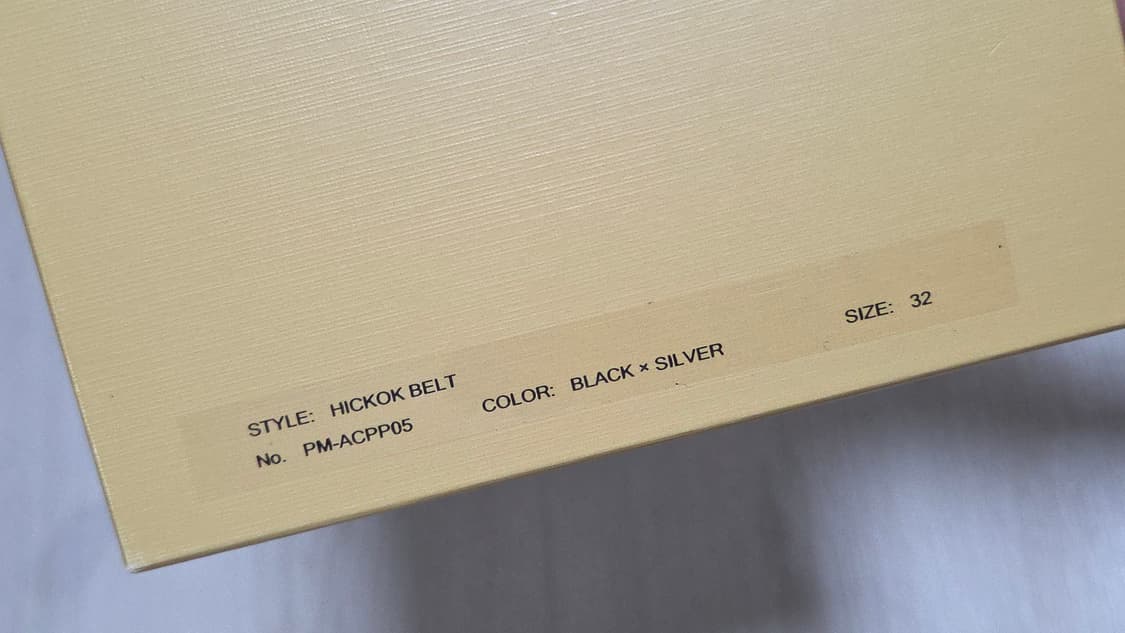 STYLE: HICKOK BELT
No. PM-ACPP05 COLOR: BLACK × SILVER SIZE: 32